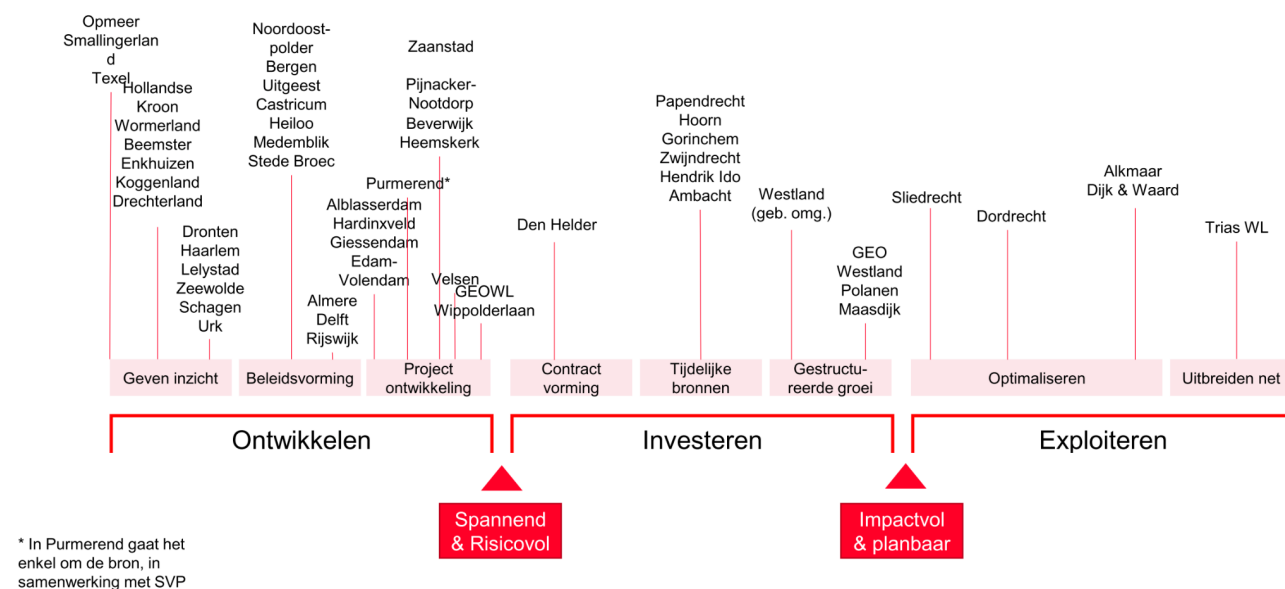 Opmeer
Smallingerlan
d
Texel
Hollandse
Kroon
Wormerland
Beemster
Enkhuizen
Koggenland
Drechterland
Dronten
Haarlem
Lelystad
Zeewolde
Schagen
Urk
Noordoost-
polder
Bergen
Uitgeest
Castricum
Heiloo
Medemblik
Stede Broec
Almere
Delft
Rijswijk
Zaanstad
Pijnacker-
Nootdorp
Beverwijk
Heemskerk
Purmerend*
Alblasserdam
Hardinxveld
Giessendam
Edam-
Volendam
Velsen
GEOWL
Wippolderlaan
Den Helder
Papendrecht
Hoorn
Gorinchem
Zwijndrecht
Hendrik Ido
Ambacht
Westland
(geb. omg.)
GEO
Westland
Polanen
Maasdijk
Sliedrecht
Dordrecht
Alkmaar
Dijk & Waard
Trias WL
Geven inzicht
Beleidsvorming
Project
ontwikkeling
Contract
vorming
Tijdelijke
bronnen
Gestructu-
reerde groei
Optimaliseren
Uitbreiden net
Ontwikkelen
Investeren
Exploiteren
Spannend
& Risicovol
Impactvol
& planbaar
* In Purmerend gaat het
enkel om de bron, in
samenwerking met SVP